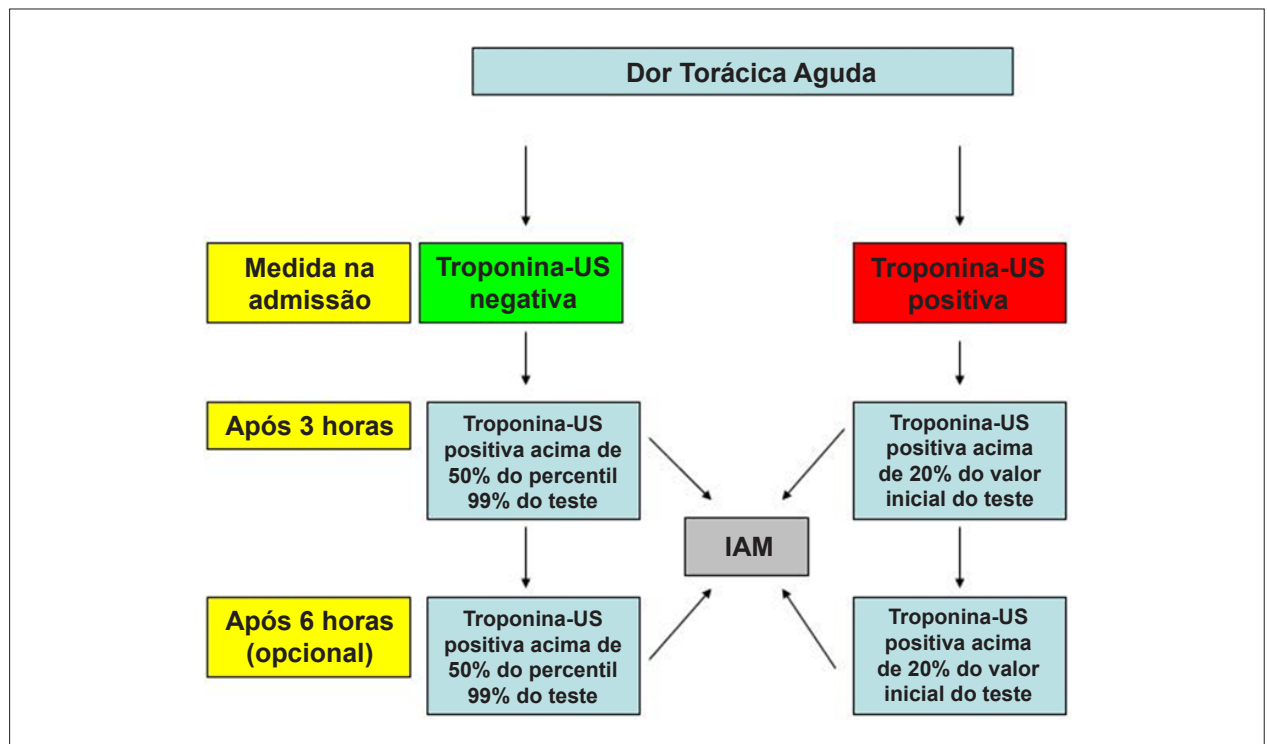 Dor Torácica Aguda
Medida na
admissão
Troponina-US
negativa
Troponina-US
positiva
Após 3 horas
Troponina-US
positiva acima de
50% do percentil
99% do teste
Troponina-US
positiva acima
de 20% do valor
inicial do teste
IAM
Após 6 horas
(opcional)
Troponina-US
positiva acima de
50% do percentil
99% do teste
Troponina-US
positiva acima
de 20% do valor
inicial do teste